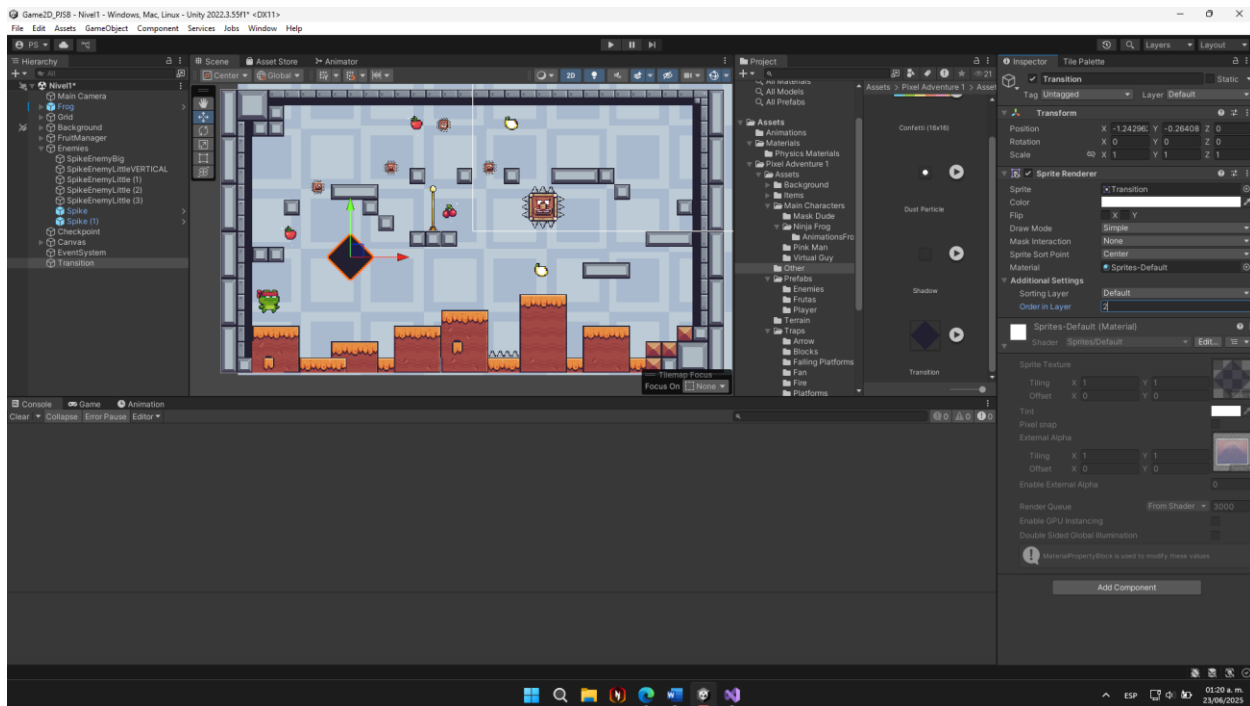 Game2D_PJSB - Nivel1 - Windows, Mac, Linux - Unity 2022.3.55f1* <DX11>
File Edit Assets GameObject Component Services Jobs Window Help
PS Layers Layout
Hierarchy Scene Asset Store Animator Project Inspector Tile Palette
All Center Global 2D 21 Transition Static
Nivel1*
Main Camera
Frog
Grid
Background
FruitManager
Enemies
SpikeEnemyBig
SpikeEnemyLittleVERTICAL
SpikeEnemyLittle (1)
SpikeEnemyLittle (2)
SpikeEnemyLittle (3)
Spike
Spike (1)
Checkpoint
Canvas
EventSystem
Transition
Tilemap Focus
Focus On None
All Materials
All Models
All Prefabs
Assets
Animations
Materials
Physics Materials
Pixel Adventure 1
Assets
Background
Items
Main Characters
Mask Dude
Ninja Frog
AnimationsFro
Pink Man
Virtual Guy
Other
Prefabs
Enemies
Frutas
Player
Terrain
Traps
Arrow
Blocks
Falling Platforms
Fan
Fire
Platforms
Assets > Pixel Adventure 1 > Asset
Confetti (16x16)
Dust Particle
Shadow
Transition
Tag Untagged Layer Default
Transform
Position X -1.24296 Y -0.26408 Z 0
Rotation X 0 Y 0 Z 0
Scale X 1 Y 1 Z 1
Sprite Renderer
Sprite Transition
Color
Flip X Y
Draw Mode Simple
Mask Interaction None
Sprite Sort Point Center
Material Sprites-Default
Additional Settings
Sorting Layer Default
Order in Layer 2
Sprites-Default (Material)
Shader Sprites/Default Edit...
Sprite Texture
Tiling X 1 Y 1
Offset X 0 Y 0
Select
Tint
Pixel snap
External Alpha
Tiling X 1 Y 1
Offset X 0 Y 0
Select
Enable External Alpha 0
Render Queue From Shader 3000
Enable GPU Instancing
Double Sided Global Illumination
MaterialPropertyBlock is used to modify these values
Add Component
Console Game Animation
Clear Collapse Error Pause Editor 0 0 0
ESP 01:20 a. m.
23/06/2025